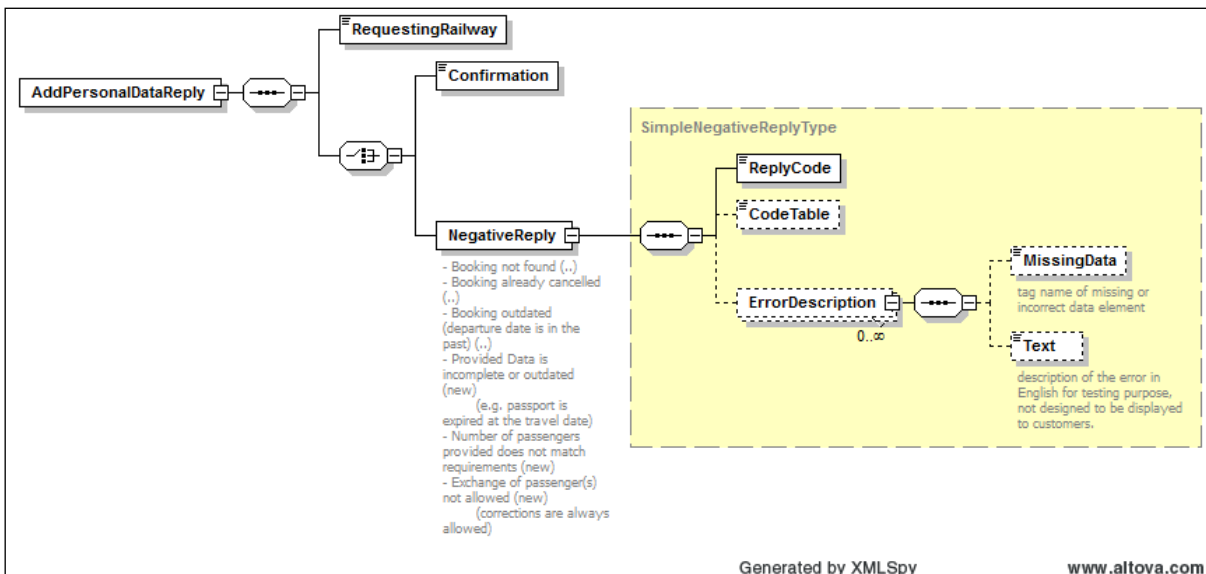 RequestingRailway
Confirmation
AddPersonalDataReply
SimpleNegativeReplyType
ReplyCode
CodeTable
NegativeReply
- Booking not found (..)
- Booking already cancelled
(..)
- Booking outdated
(departure date is in the
past) (..)
- Provided Data is
incomplete or outdated
(new)
(e.g. passport is
expired at the travel date)
- Number of passengers
provided does not match
requirements (new)
- Exchange of passenger(s)
not allowed (new)
(corrections are always
allowed)
ErrorDescription
0..∞
MissingData
tag name of missing or
incorrect data element
Text
description of the error in
English for testing purpose,
not designed to be displayed
to customers.
Generated by XMLSpy
www.altova.com